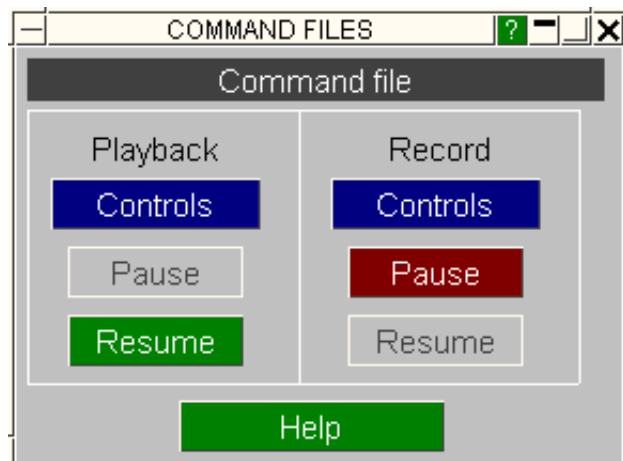 COMMAND FILES ?
Command file
Playback Record
Controls Controls
Pause Pause
Resume Resume
Help